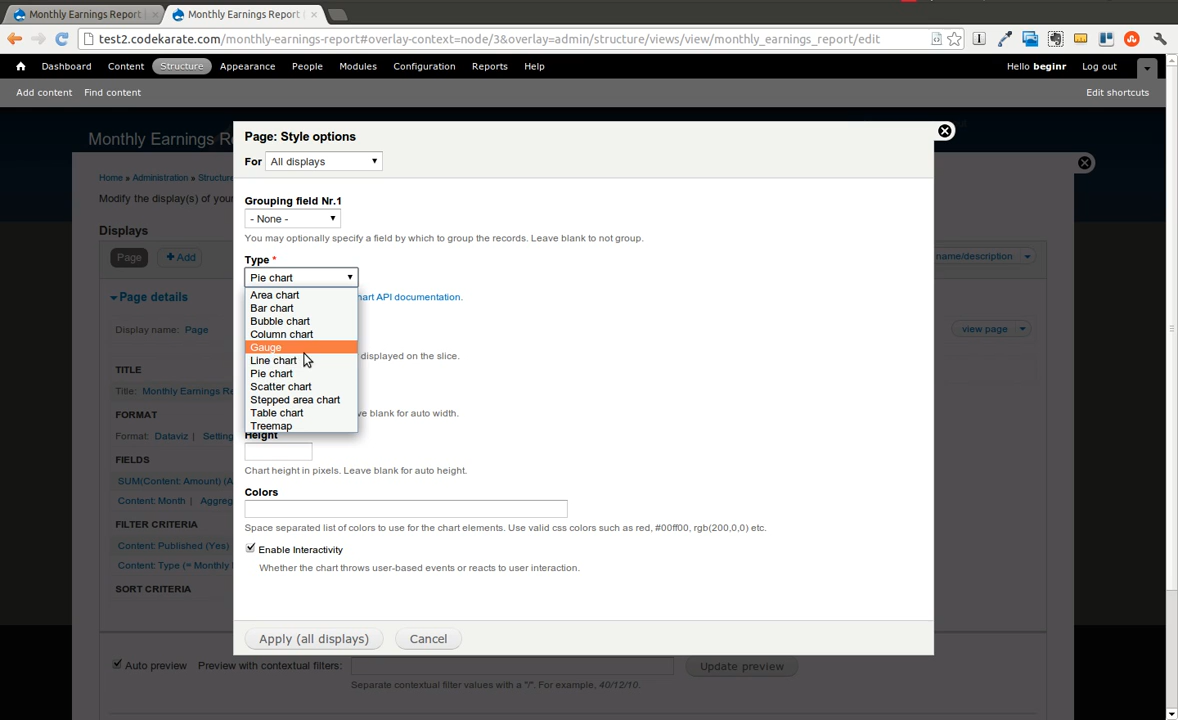 Monthly Earnings Report
Monthly Earnings Report (
test2.codekarate.com/monthly-earnings-report#overlay-context=node/3&overlay=admin/structure/views/view/monthly_earnings_report/edit
Dashboard Content Structure Appearance People Modules Configuration Reports Help Hello beginr Log out
Add content Find content Edit shortcuts
Monthly Earnings R
Page: Style options
For All displays
Home » Administration » Structure
Modify the display(s) of your
Displays
Page Add
name/description
Page details
Display name: Page
view page
TITLE
Title: Monthly Earnings Re
FORMAT
Format: Dataviz | Setting
FIELDS
SUM(Content: Amount) (A
Content: Month | Aggreg
FILTER CRITERIA
Content: Published (Yes)
Content: Type (= Monthly
SORT CRITERIA
Grouping field Nr.1
- None -
You may optionally specify a field by which to group the records. Leave blank to not group.
Type *
Pie chart
hart API documentation.
Area chart
Bar chart
Bubble chart
Column chart
Gauge
Line chart
Pie chart
Scatter chart
Stepped area chart
Table chart
Treemap
displayed on the slice.
ve blank for auto width.
Height
Chart height in pixels. Leave blank for auto height.
Colors
Space separated list of colors to use for the chart elements. Use valid css colors such as red, #00ff00, rgb(200,0,0) etc.
Enable Interactivity
Whether the chart throws user-based events or reacts to user interaction.
Apply (all displays) Cancel
Auto preview Preview with contextual filters: Update preview
Separate contextual filter values with a "/". For example, 40/12/10.